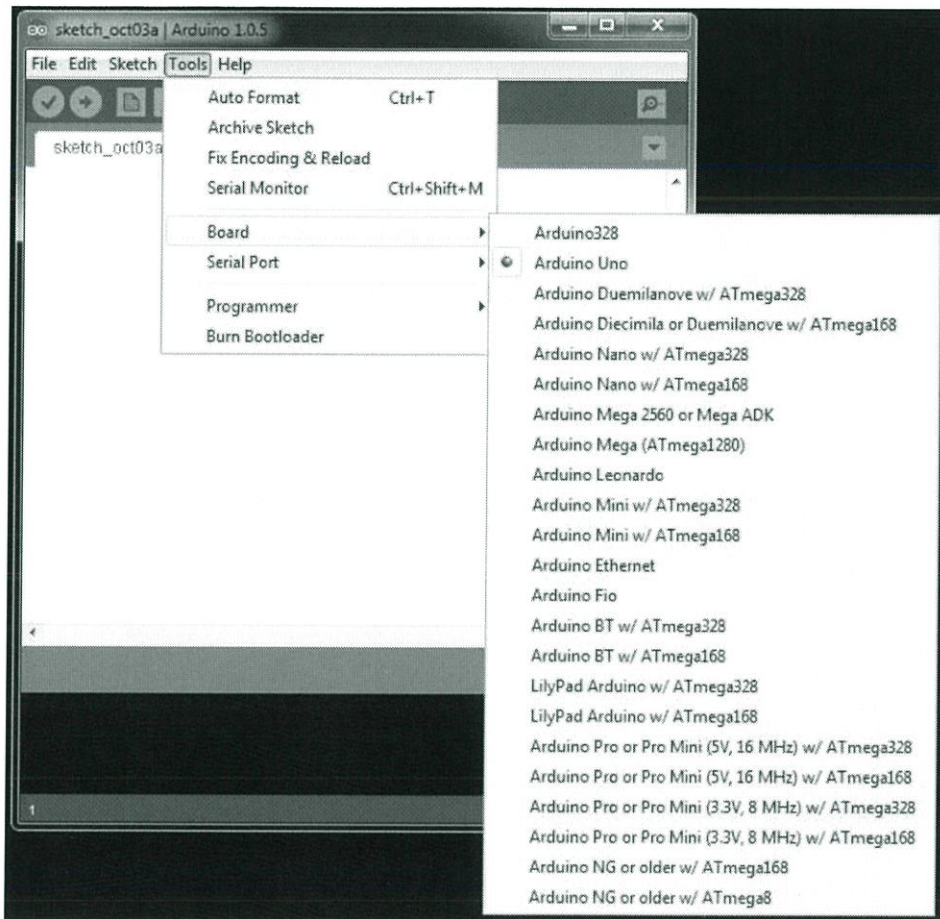 sketch_oct03a | Arduino 1.0.5
File Edit Sketch Tools Help
sketch_oct03a
Auto Format Ctrl+T
Archive Sketch
Fix Encoding & Reload
Serial Monitor Ctrl+Shift+M
Board
Serial Port
Programmer
Burn Bootloader
Arduino328
Arduino Uno
Arduino Duemilanove w/ ATmega328
Arduino Diecimila or Duemilanove w/ ATmega168
Arduino Nano w/ ATmega328
Arduino Nano w/ ATmega168
Arduino Mega 2560 or Mega ADK
Arduino Mega (ATmega1280)
Arduino Leonardo
Arduino Mini w/ ATmega328
Arduino Mini w/ ATmega168
Arduino Ethernet
Arduino Fio
Arduino BT w/ ATmega328
Arduino BT w/ ATmega168
LilyPad Arduino w/ ATmega328
LilyPad Arduino w/ ATmega168
Arduino Pro or Pro Mini (5V, 16 MHz) w/ ATmega328
Arduino Pro or Pro Mini (5V, 16 MHz) w/ ATmega168
Arduino Pro or Pro Mini (3.3V, 8 MHz) w/ ATmega328
Arduino Pro or Pro Mini (3.3V, 8 MHz) w/ ATmega168
Arduino NG or older w/ ATmega168
Arduino NG or older w/ ATmega8
1